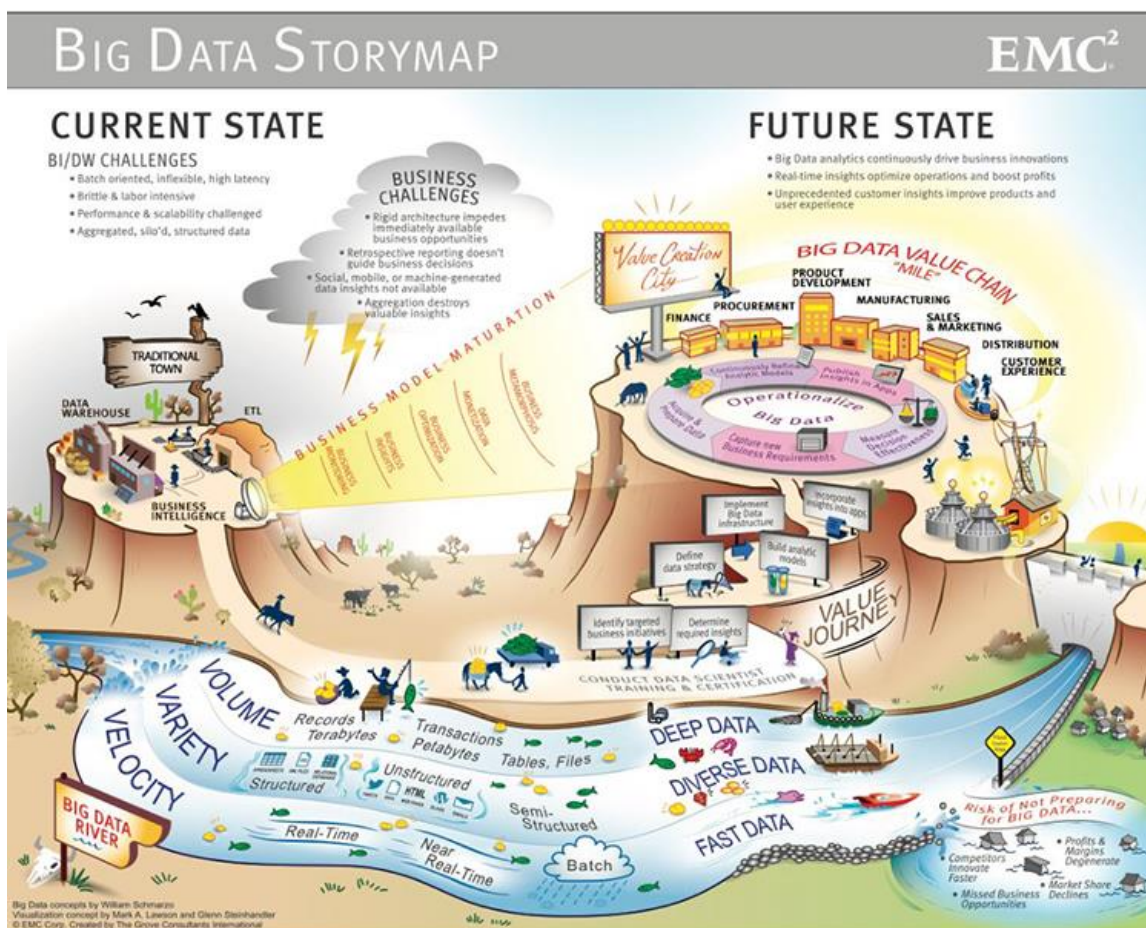 BIG DATA STORYMAP
EMC²
CURRENT STATE
BI/DW CHALLENGES
• Batch oriented, inflexible, high latency
• Brittle & labor intensive
• Performance & scalability challenged
• Aggregated, silo'd, structured data
BUSINESS
CHALLENGES
• Rigid architecture impedes
immediately available
business opportunities
• Retrospective reporting doesn't
guide business decisions
• Social, mobile, or machine-generated
data insights not available
• Aggregation destroys
valuable insights
FUTURE STATE
• Big Data analytics continuously drive business innovations
• Real-time insights optimize operations and boost profits
• Unprecedented customer insights improve products and
user experience
Value Creation
City......
BIG DATA VALUE CHAIN
"MILE"
FINANCE
PROCUREMENT
PRODUCT
DEVELOPMENT
MANUFACTURING
SALES
& MARKETING
DISTRIBUTION
CUSTOMER
EXPERIENCE
TRADITIONAL
TOWN
DATA
WAREHOUSE
ETL
BUSINESS
INTELLIGENCE
BUSINESS MODEL MATURATION
BUSINESS
MONITORING
BUSINESS
INSIGHTS
BUSINESS
OPTIMIZATION
DATA
MONETIZATION
BUSINESS
METAMORPHOSIS
Operationalize
Big Data
Continuously Refine
Analytic Models
Publish
Insights in Apps
Measure
Decision
Effectiveness
Capture new
Business Requirements
Acquire &
Prepare Data
Implement
Big Data
infrastructure
Incorporate
insights into apps
Define
data strategy
Build analytic
models
Identify targeted
business initiatives
Determine
required insights
VALUE
JOURNEY
CONDUCT DATA SCIENTIST
TRAINING & CERTIFICATION
VOLUME
VARIETY
VELOCITY
Records
Terabytes
Transactions
Petabytes
Tables, Files
DEEP DATA
Structured
Unstructured
HTML
Semi-
Structured
DIVERSE DATA
Real-Time
Near
Real-Time
Batch
FAST DATA
BIG DATA
RIVER
Risk of Not Preparing
for BIG DATA...
• Competitors
Innovate
Faster
• Profits &
Margins
Degenerate
• Missed Business
Opportunities
• Market Share
Declines
Big Data concepts by William Schmarzo
Visualization concept by Mark A. Lawson and Glenn Steinhandler
© EMC Corp. Created by The Grove Consultants International